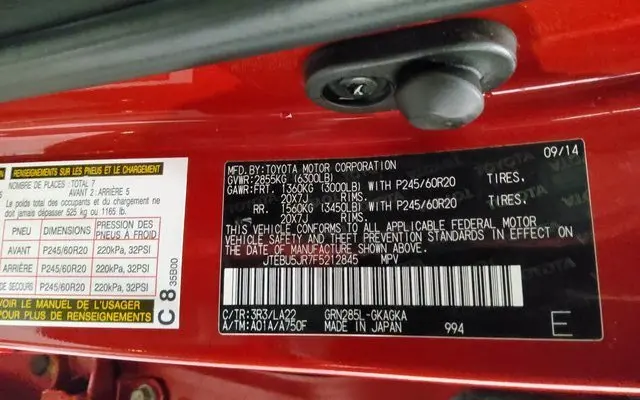 RENSEIGNEMENTS SUR LES PNEUS ET LE CHARGEMENT
NOMBRE DE PLACES : TOTAL 7
AVANT 2 : ARRIÈRE 5
Le poids total des occupants et du chargement ne
doit jamais dépasser 525 kg ou 1165 lb.
PNEU DIMENSIONS PRESSION DES PNEUS À FROID
AVANT P245/60R20 220kPa, 32PSI
ARRIÈRE P245/60R20 220kPa, 32PSI
DE SECOURS P245/60R20 220kPa, 32PSI
VOIR LE MANUEL DE L'USAGER
POUR PLUS DE RENSEIGNEMENTS
C 8 35B00
09/14
MFD.BY:TOYOTA MOTOR CORPORATION
GVWR:2855KG (6300LB)
GAWR:FRT. 1360KG (3000LB) WITH P245/60R20 TIRES,
20X7J RIMS.
RR. 1560KG (3450LB) WITH P245/60R20 TIRES,
20X7J RIMS.
THIS VEHICLE CONFORMS TO ALL APPLICABLE FEDERAL MOTOR
VEHICLE SAFETY AND THEFT PREVENTION STANDARDS IN EFFECT ON
THE DATE OF MANUFACTURE SHOWN ABOVE.
JTEBU5JR7F5212845 MPV
C/TR:3R3/LA22 GRN285L-GKAGKA
A/TM:A01A/A750F MADE IN JAPAN 994 E